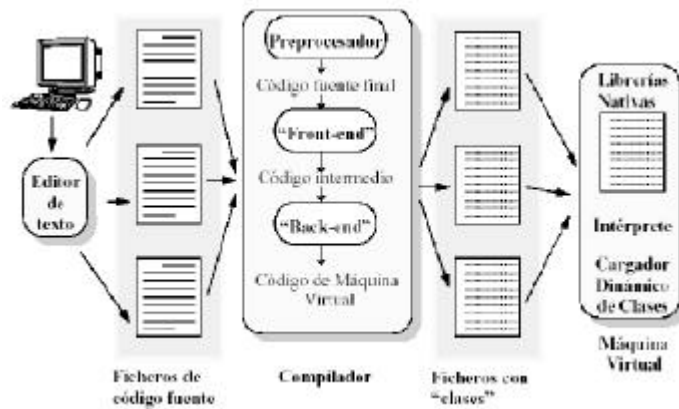 Editor
de
texto
Ficheros de
código fuente
Preprocesador
Código fuente final
"Front-end"
Código intermedio
"Back-end"
Código de Máquina
Virtual
Compilador
Ficheros con
"clases"
Librerías
Nativas
Intérprete
Cargador
Dinámico
de Clases
Máquina
Virtual